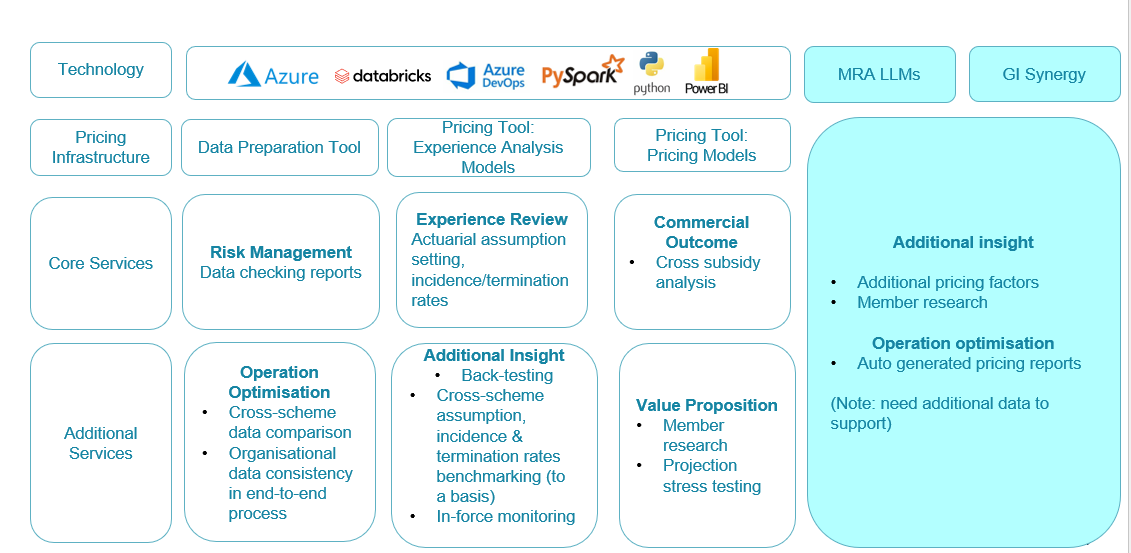 Technology
Azure
databricks
Azure
DevOps
PySpark
python
Power BI
MRA LLMs
GI Synergy
Pricing
Infrastructure
Data Preparation Tool
Pricing Tool:
Experience Analysis
Models
Pricing Tool:
Pricing Models
Core Services
Risk Management
Data checking reports
Experience Review
Actuarial assumption
setting,
incidence/termination
rates
Commercial
Outcome
• Cross subsidy
analysis
Additional insight
• Additional pricing factors
• Member research
Operation optimisation
• Auto generated pricing reports
(Note: need additional data to
support)
Additional
Services
Operation
Optimisation
• Cross-scheme
data comparison
• Organisational
data consistency
in end-to-end
process
Additional Insight
• Back-testing
• Cross-scheme
assumption,
incidence &
termination rates
benchmarking (to
a basis)
• In-force monitoring
Value Proposition
• Member
research
• Projection
stress testing